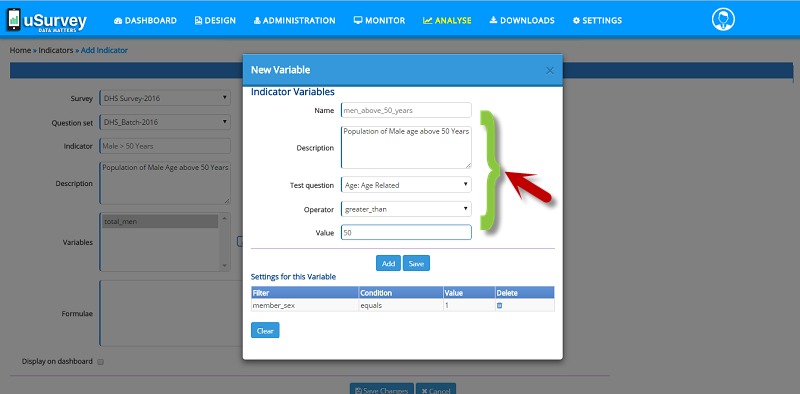 uSurvey
DATA MATTERS
DASHBOARD DESIGN ADMINISTRATION MONITOR ANALYSE DOWNLOADS SETTINGS
Home » Indicators » Add Indicator
Survey DHS Survey-2016
Question set DHS_Batch-2016
Indicator Male > 50 Years
Description Population of Male Age above 50 Years
Variables total_men
Formulae
Display on dashboard
Save Changes Cancel
New Variable ×
Indicator Variables
Name men_above_50_years
Description Population of Male age above 50 Years
Test question Age: Age Related
Operator greater_than
Value 50
Add Save
Settings for this Variable
Filter Condition Value Delete
member_sex equals 1
Clear